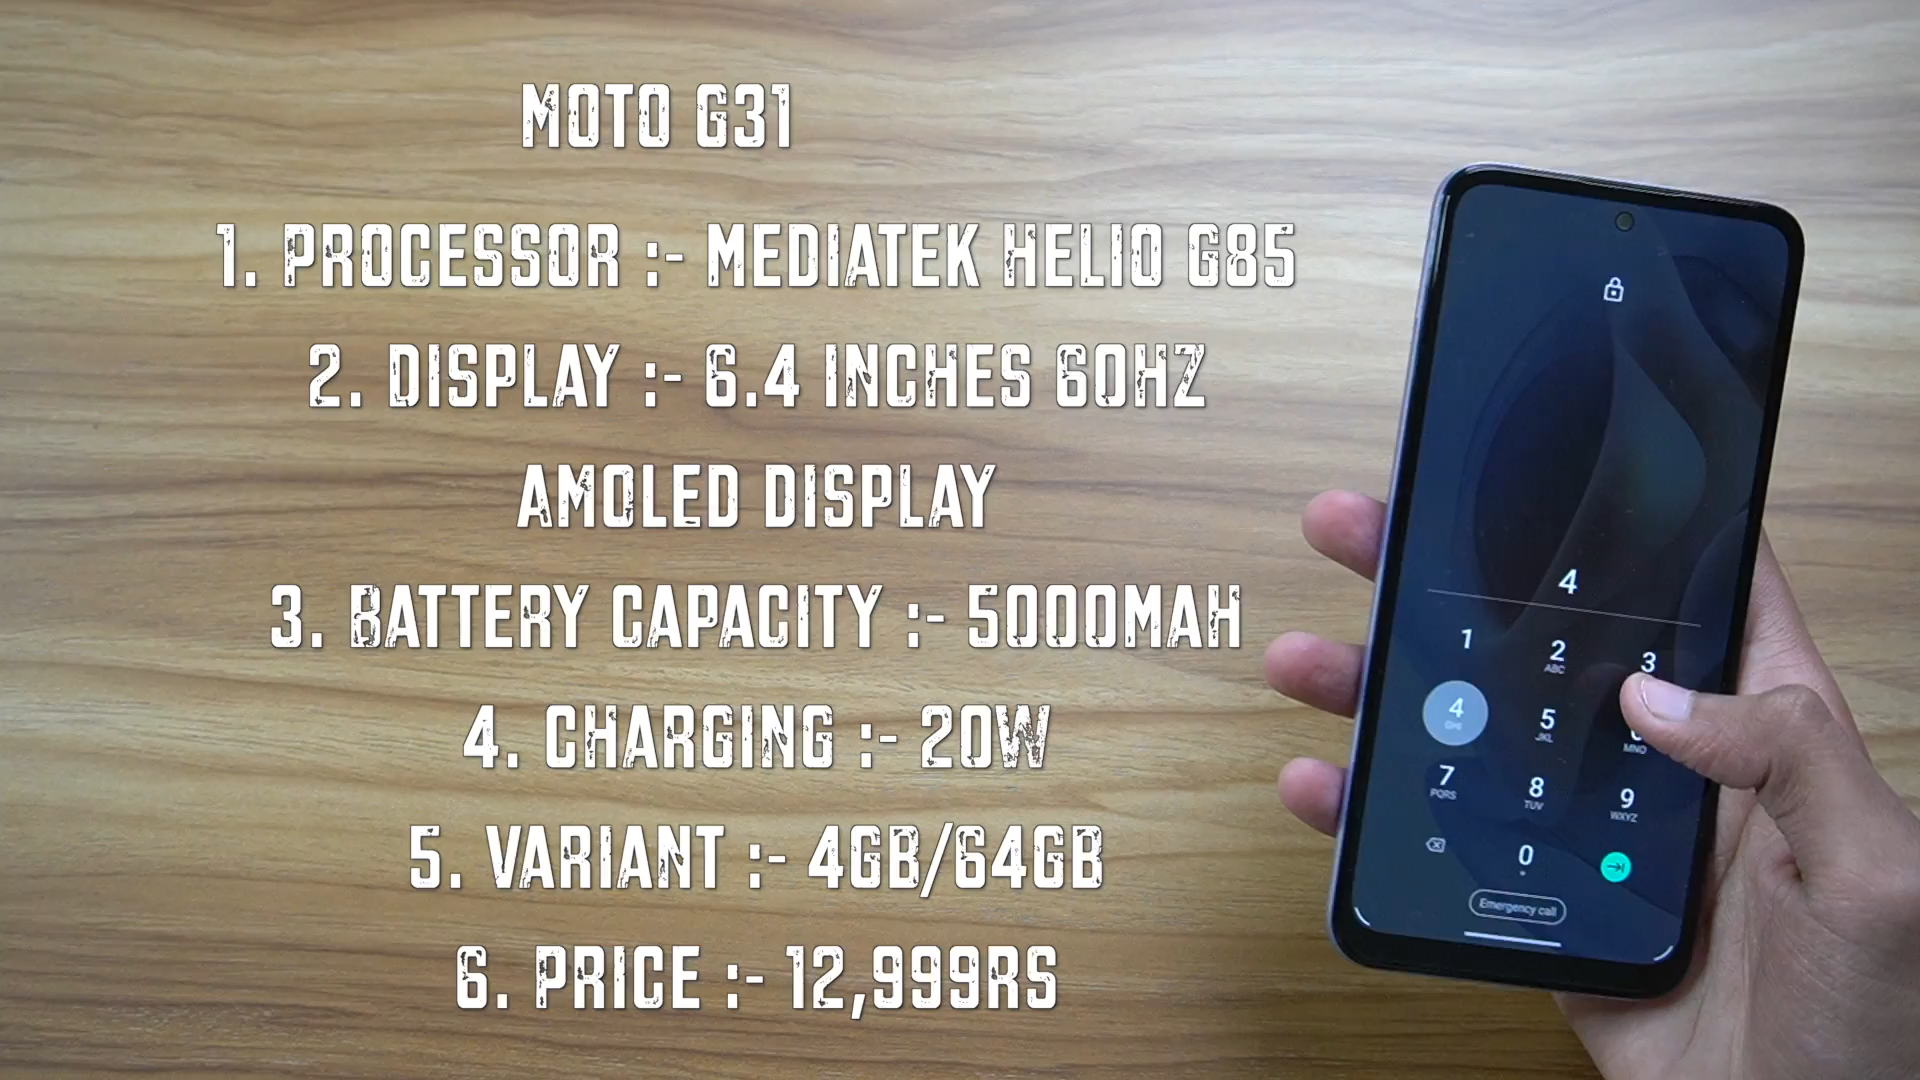 MOTO G31
1. PROCESSOR :- MEDIATEK HELIO G85
2. DISPLAY :- 6.4 INCHES 60HZ
AMOLED DISPLAY
3. BATTERY CAPACITY :- 5000MAH
4. CHARGING :- 20W
5. VARIANT :- 4GB/64GB
6. PRICE :- 12,999RS
4
1
2
3
ABC
4
5
GHI
JKL
MNO
7
8
9
PQRS
TUV
WXYZ
0
Emergency call